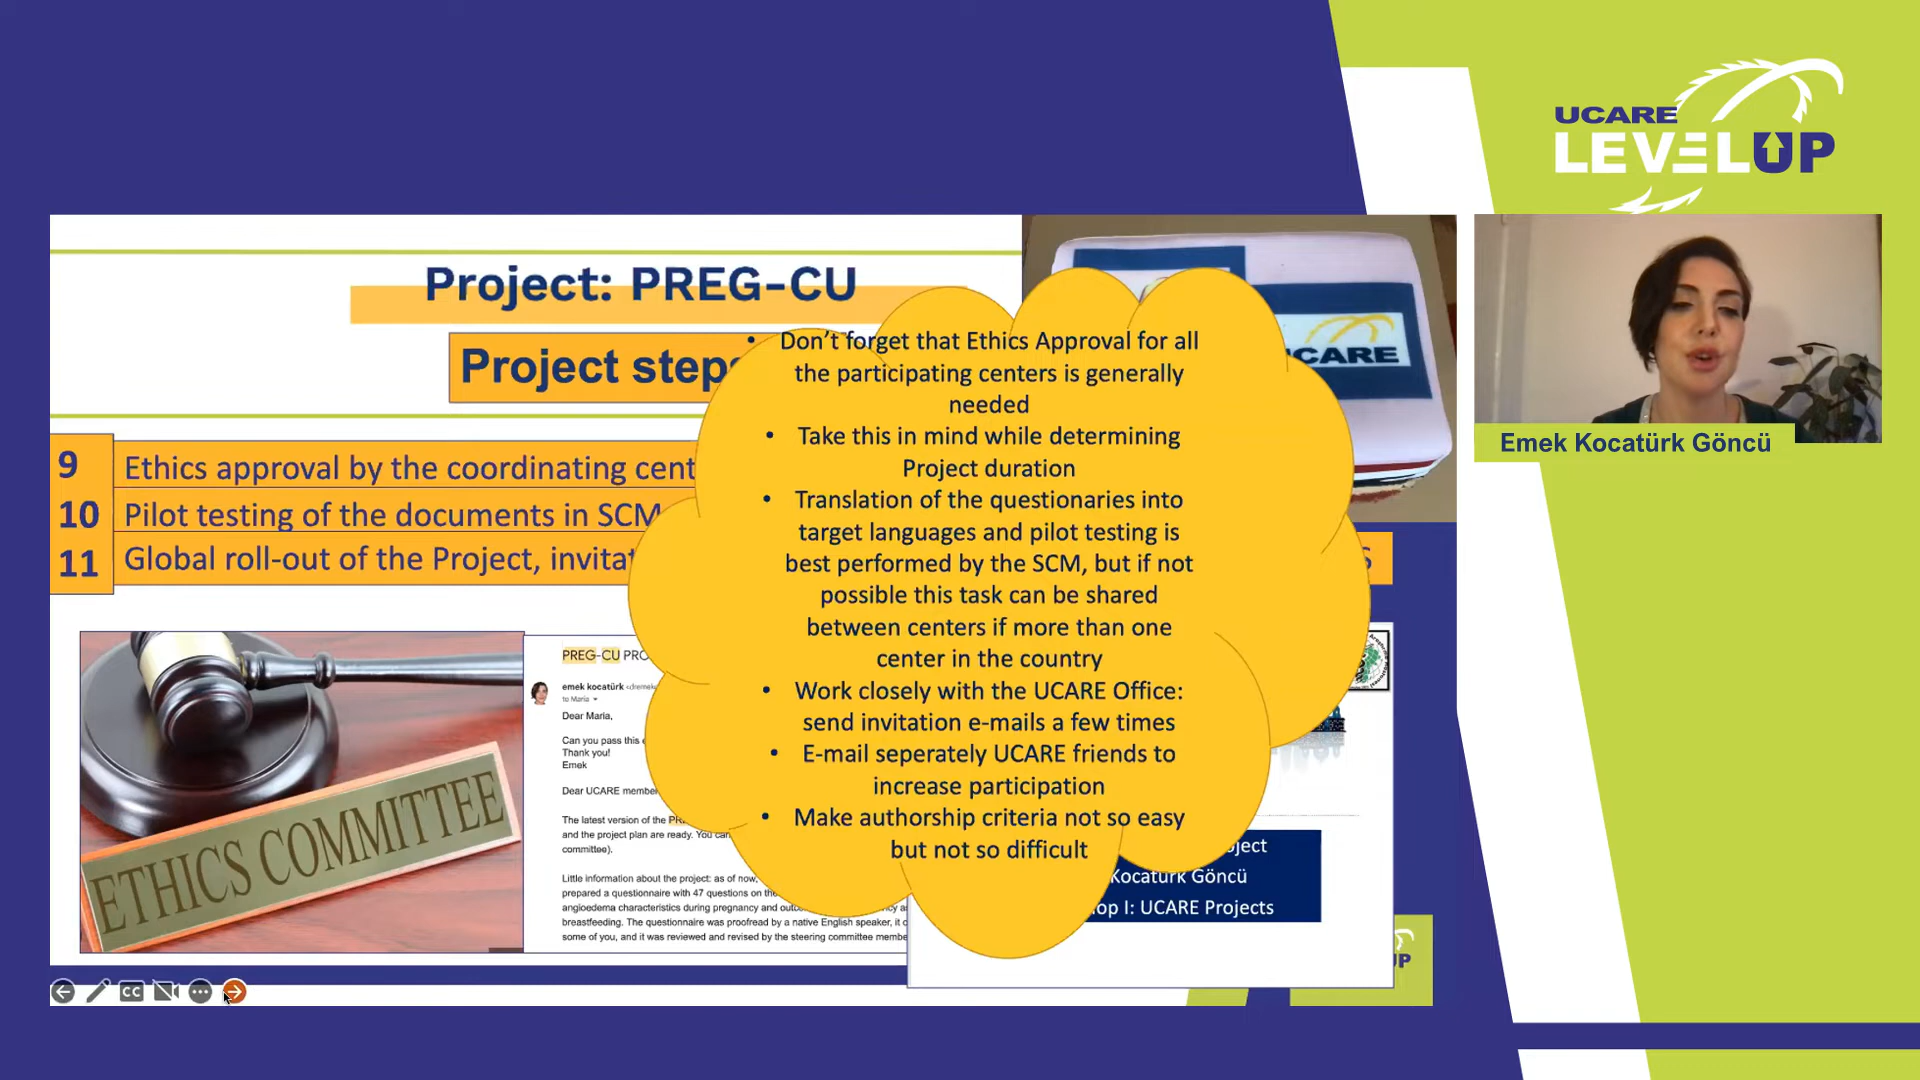 UCARE
LEVELUP
Project: PREG-CU
Project steps
UCARE
Emek Kocatürk Göncü
9 Ethics approval by the coordinating cent
10 Pilot testing of the documents in SCM
11 Global roll-out of the Project, invitat
• Don't forget that Ethics Approval for all
the participating centers is generally
needed
• Take this in mind while determining
Project duration
• Translation of the questionaries into
target languages and pilot testing is
best performed by the SCM, but if not
possible this task can be shared
between centers if more than one
center in the country
• Work closely with the UCARE Office:
send invitation e-mails a few times
• E-mail seperately UCARE friends to
increase participation
• Make authorship criteria not so easy
but not so difficult
ETHICS COMMITTEE
PREG-CU PRO
emek kocatürk
to Maria
Dear Maria,
Can you pass this
Thank you!
Emek
Dear UCARE membe
The latest version of the PR
and the project plan are ready. You can
committee).
Little information about the project: as of now,
prepared a questionnaire with 47 questions on the
angioedema characteristics during pregnancy and
breastfeeding. The questionnaire was proofread by a native English speaker, it
some of you, and it was reviewed and revised by the steering committee membe
ject
Kocaturk Göncü
op I: UCARE Projects
UP
CC